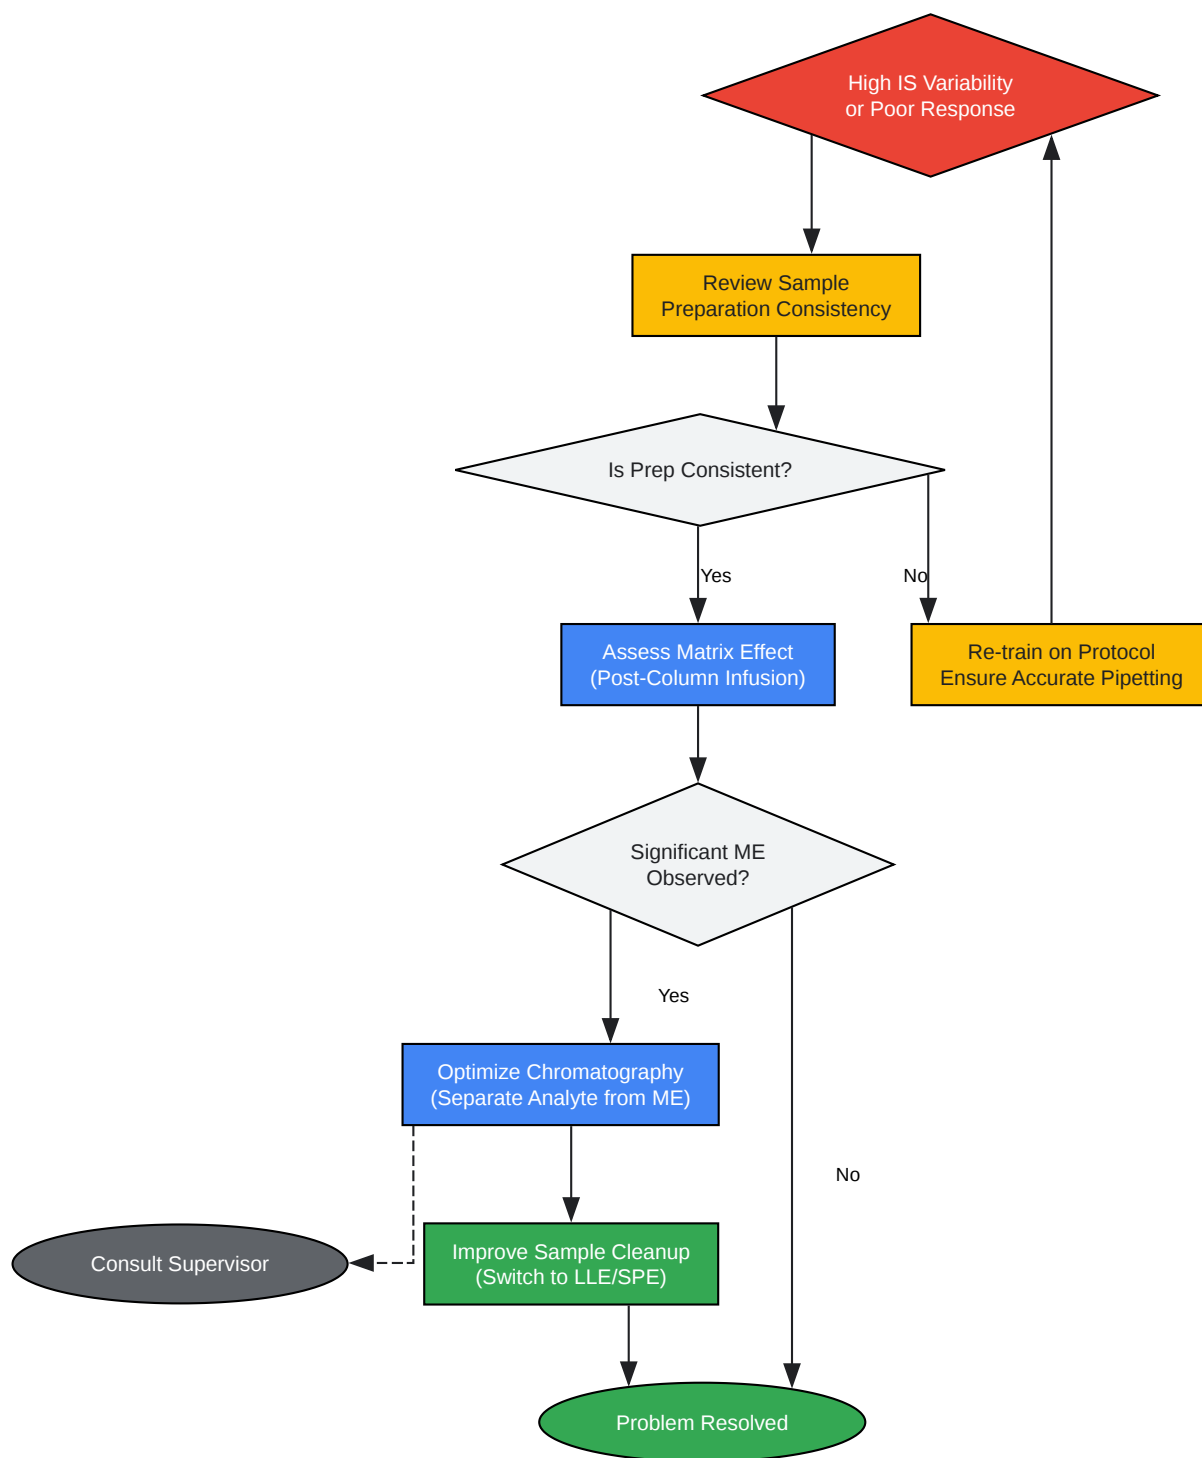 High IS Variability
or Poor Response
Review Sample
Preparation Consistency
Is Prep Consistent?
Yes
No
Assess Matrix Effect
(Post-Column Infusion)
Re-train on Protocol
Ensure Accurate Pipetting
Significant ME
Observed?
Yes
Optimize Chromatography
(Separate Analyte from ME)
No
Consult Supervisor
Improve Sample Cleanup
(Switch to LLE/SPE)
Problem Resolved